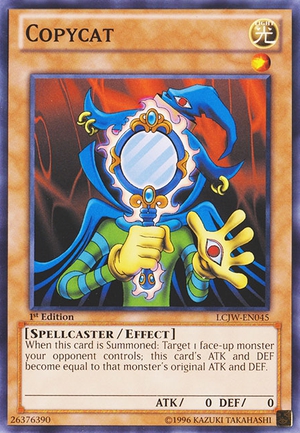 COPYCAT
LIGHT
光
1st Edition
LCJW-EN045
[SPELLCASTER / EFFECT]
When this card is Summoned: Target 1 face-up monster
your opponent controls; this card's ATK and DEF
become equal to that monster's original ATK and DEF.
ATK/ 0 DEF/ 0
26376390
©1996 KAZUKI TAKAHASHI